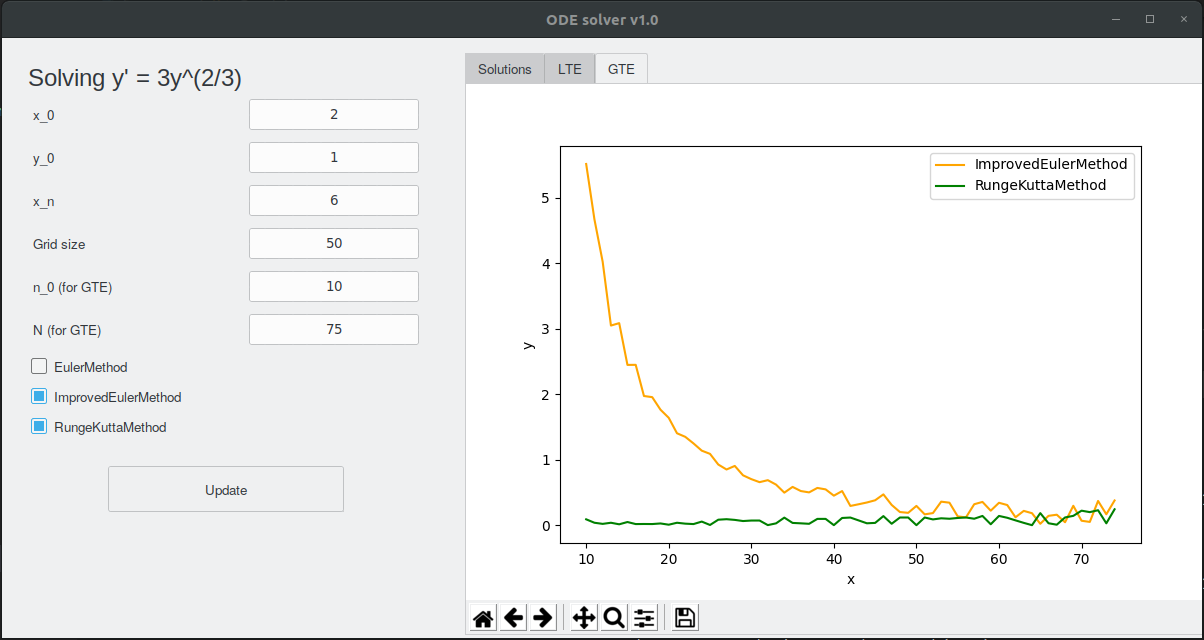 ODE solver v1.0
Solving y' = 3y^(2/3)
x_0 2
y_0 1
x_n 6
Grid size 50
n_0 (for GTE) 10
N (for GTE) 75
EulerMethod
ImprovedEulerMethod
RungeKuttaMethod
Update
Solutions LTE GTE
ImprovedEulerMethod
RungeKuttaMethod
5
4
3
2
1
0
y
10 20 30 40 50 60 70
x